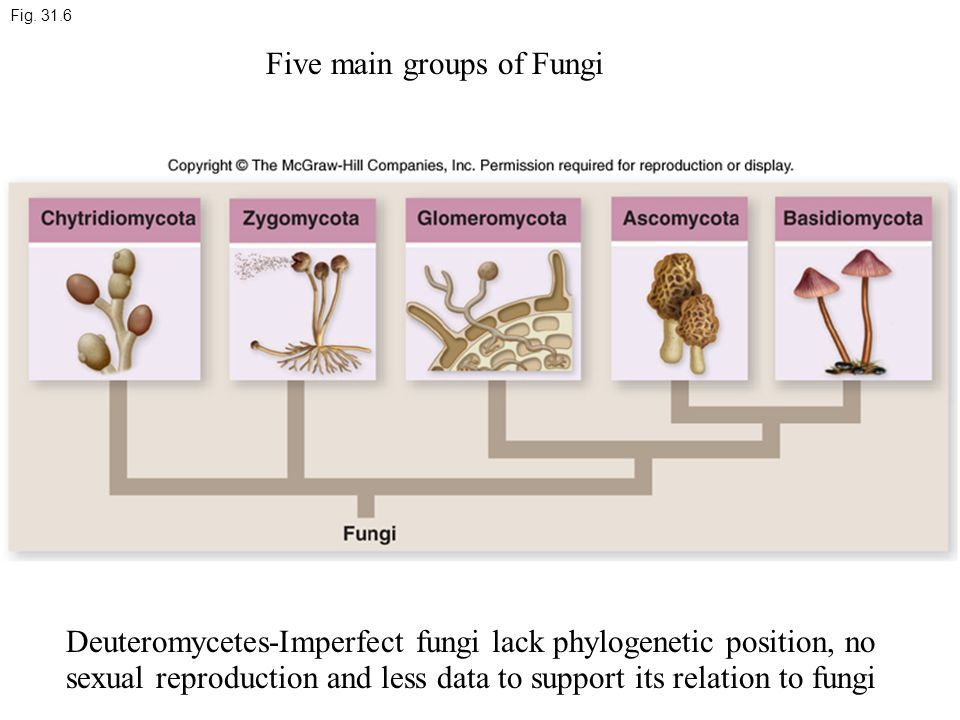 Fig. 31.6
Five main groups of Fungi
Copyright © The McGraw-Hill Companies, Inc. Permission required for reproduction or display.
Chytridiomycota
Zygomycota
Glomeromycota
Ascomycota
Basidiomycota
Fungi
Deuteromycetes-Imperfect fungi lack phylogenetic position, no
sexual reproduction and less data to support its relation to fungi